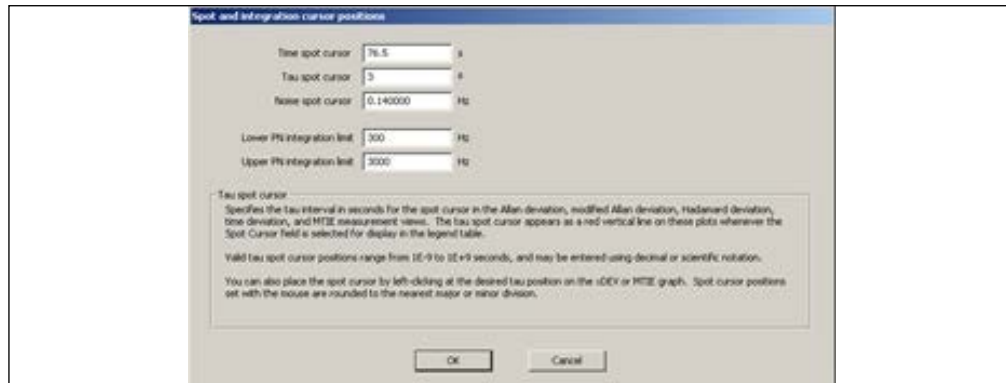 Spot and integration cursor positions
Time spot cursor 76.5 s
Tau spot cursor 3 s
Noise spot cursor 0.140000 Hz
Lower PN integration limit 300 Hz
Upper PN integration limit 3000 Hz
Tau spot cursor
Specifies the tau interval in seconds for the spot cursor in the Allan deviation, modified Allan deviation, Hadamard deviation,
time deviation, and MTIE measurement views. The tau spot cursor appears as a red vertical line on these plots whenever the
Spot Cursor field is selected for display in the legend table.
Valid tau spot cursor positions range from 1E-9 to 1E+9 seconds, and may be entered using decimal or scientific notation.
You can also place the spot cursor by left-clicking at the desired tau position on the xDEV or MTIE graph. Spot cursor positions
set with the mouse are rounded to the nearest major or minor division.
OK Cancel